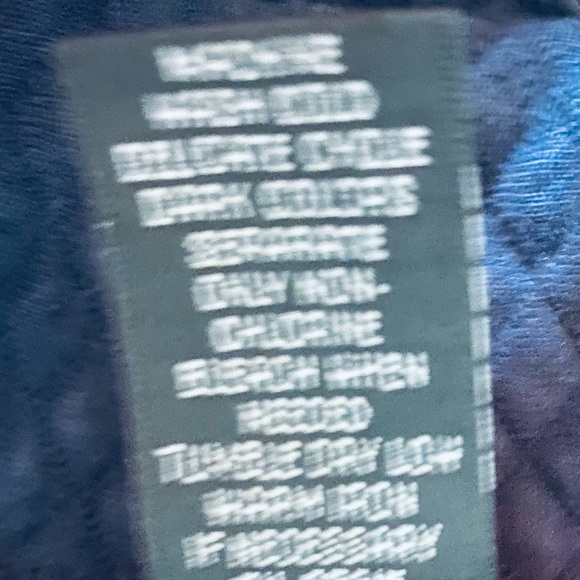 MACHINE
WASH COLD
DELICATE CYCLE
DARK COLORS
SEPARATE
ONLY NON-
CHLORINE
BLEACH WHEN
NEEDED
TUMBLE DRY LOW
WARM IRON
IF NECESSARY